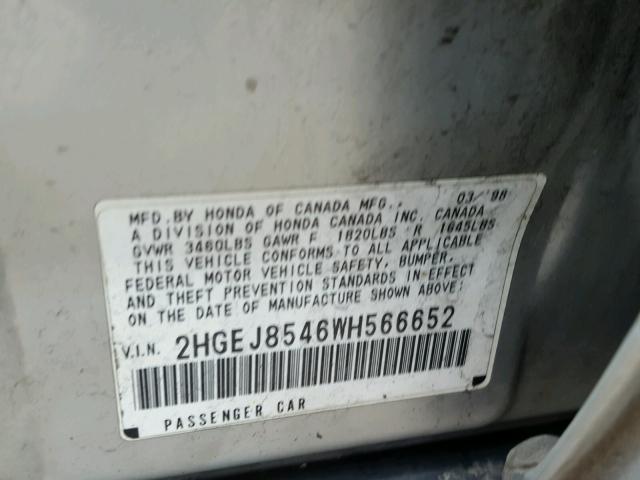 MFD. BY HONDA OF CANADA MFG., 03/'98
A DIVISION OF HONDA CANADA INC. CANADA
GVWR 3460LBS GAWR F 1820LBS R 1645LBS
THIS VEHICLE CONFORMS TO ALL APPLICABLE
FEDERAL MOTOR VEHICLE SAFETY, BUMPER,
AND THEFT PREVENTION STANDARDS IN EFFECT
ON THE DATE OF MANUFACTURE SHOWN ABOVE:
V.I.N. 2HGEJ8546WH566652
PASSENGER CAR